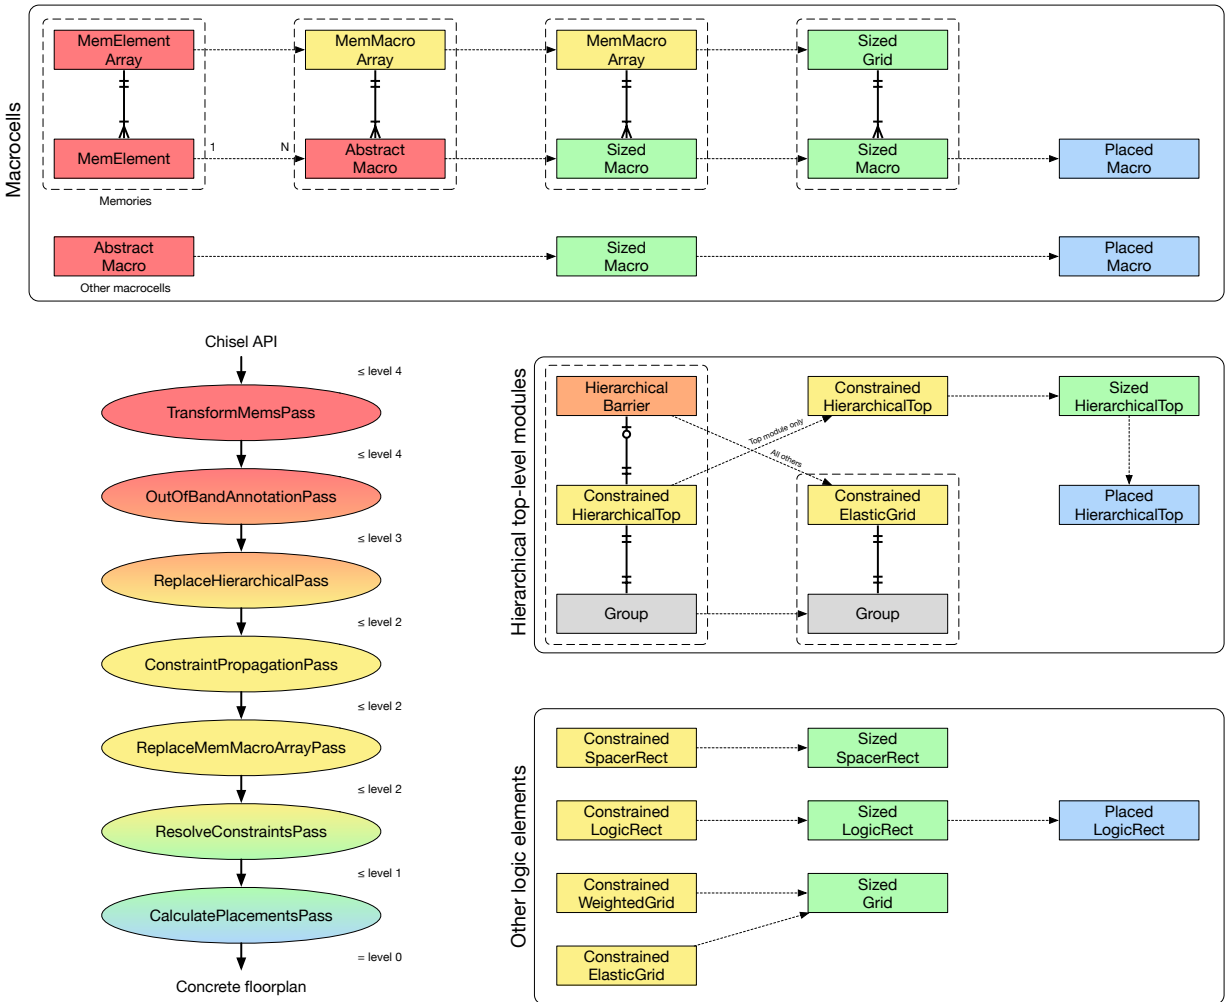 Macrocells
MemElement
Array
MemMacro
Array
MemMacro
Array
Sized
Grid
MemElement
1
N
Abstract
Macro
Sized
Macro
Sized
Macro
Placed
Macro
Memories
Abstract
Macro
Sized
Macro
Placed
Macro
Other macrocells
Chisel API
≤ level 4
TransformMemsPass
≤ level 4
OutOfBandAnnotationPass
≤ level 3
ReplaceHierarchicalPass
≤ level 2
ConstraintPropagationPass
≤ level 2
ReplaceMemMacroArrayPass
≤ level 2
ResolveConstraintsPass
≤ level 1
CalculatePlacementsPass
= level 0
Concrete floorplan
Hierarchical top-level modules
Hierarchical
Barrier
Constrained
HierarchicalTop
Sized
HierarchicalTop
Top module only
All others
Constrained
HierarchicalTop
Constrained
ElasticGrid
Placed
HierarchicalTop
Group
Group
Other logic elements
Constrained
SpacerRect
Sized
SpacerRect
Constrained
LogicRect
Sized
LogicRect
Placed
LogicRect
Constrained
WeightedGrid
Sized
Grid
Constrained
ElasticGrid